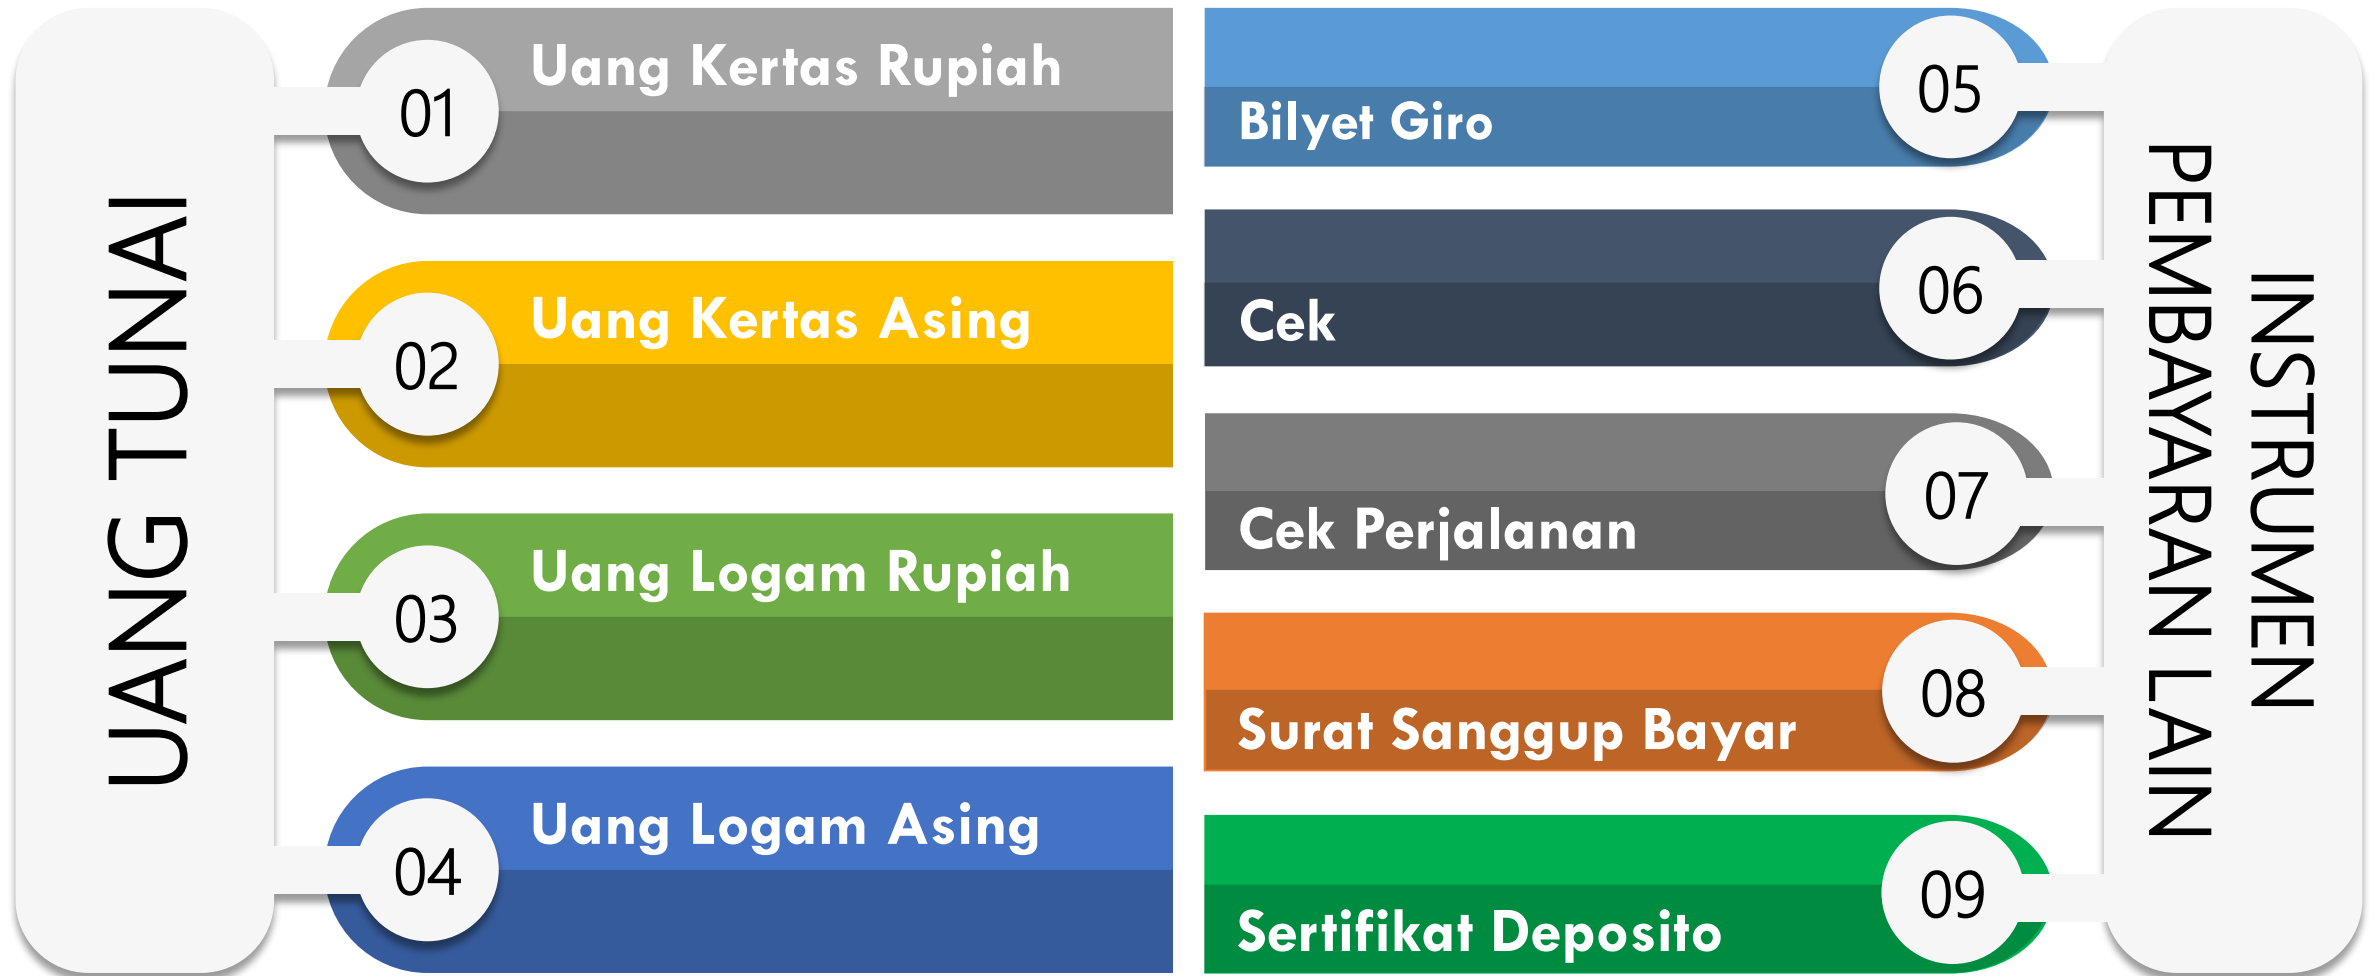 UANG TUNAI
01
Uang Kertas Rupiah
02
Uang Kertas Asing
03
Uang Logam Rupiah
04
Uang Logam Asing
INSTRUMEN
PEMBAYARAN LAIN
05
Bilyet Giro
06
Cek
07
Cek Perjalanan
08
Surat Sanggup Bayar
09
Sertifikat Deposito